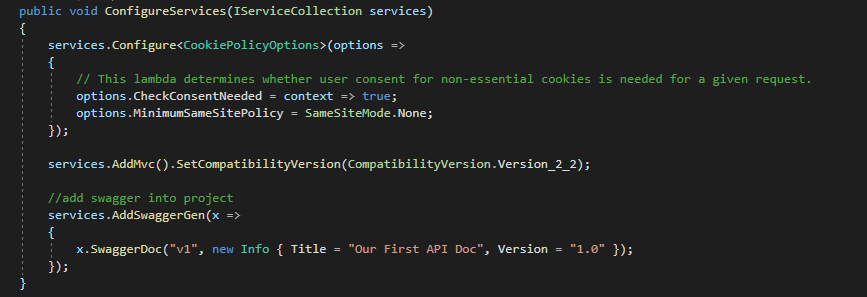 public void ConfigureServices(IServiceCollection services)
{
services.Configure<CookiePolicyOptions>(options =>
{
// This lambda determines whether user consent for non-essential cookies is needed for a given request.
options.CheckConsentNeeded = context => true;
options.MinimumSameSitePolicy = SameSiteMode.None;
});
services.AddMvc().SetCompatibilityVersion(CompatibilityVersion.Version_2_2);
//add swagger into project
services.AddSwaggerGen(x =>
{
x.SwaggerDoc("v1", new Info { Title = "Our First API Doc", Version = "1.0" });
});
}